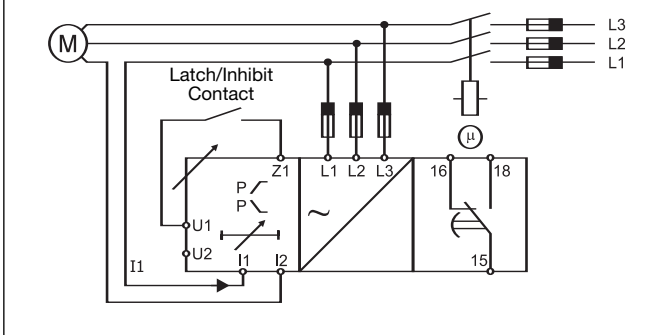 L3
M
L2
L1
Latch/Inhibit
Contact
µ
Z1
L1 L2 L3
16
18
P
P
~
U1
U2
I1
I1
I2
15